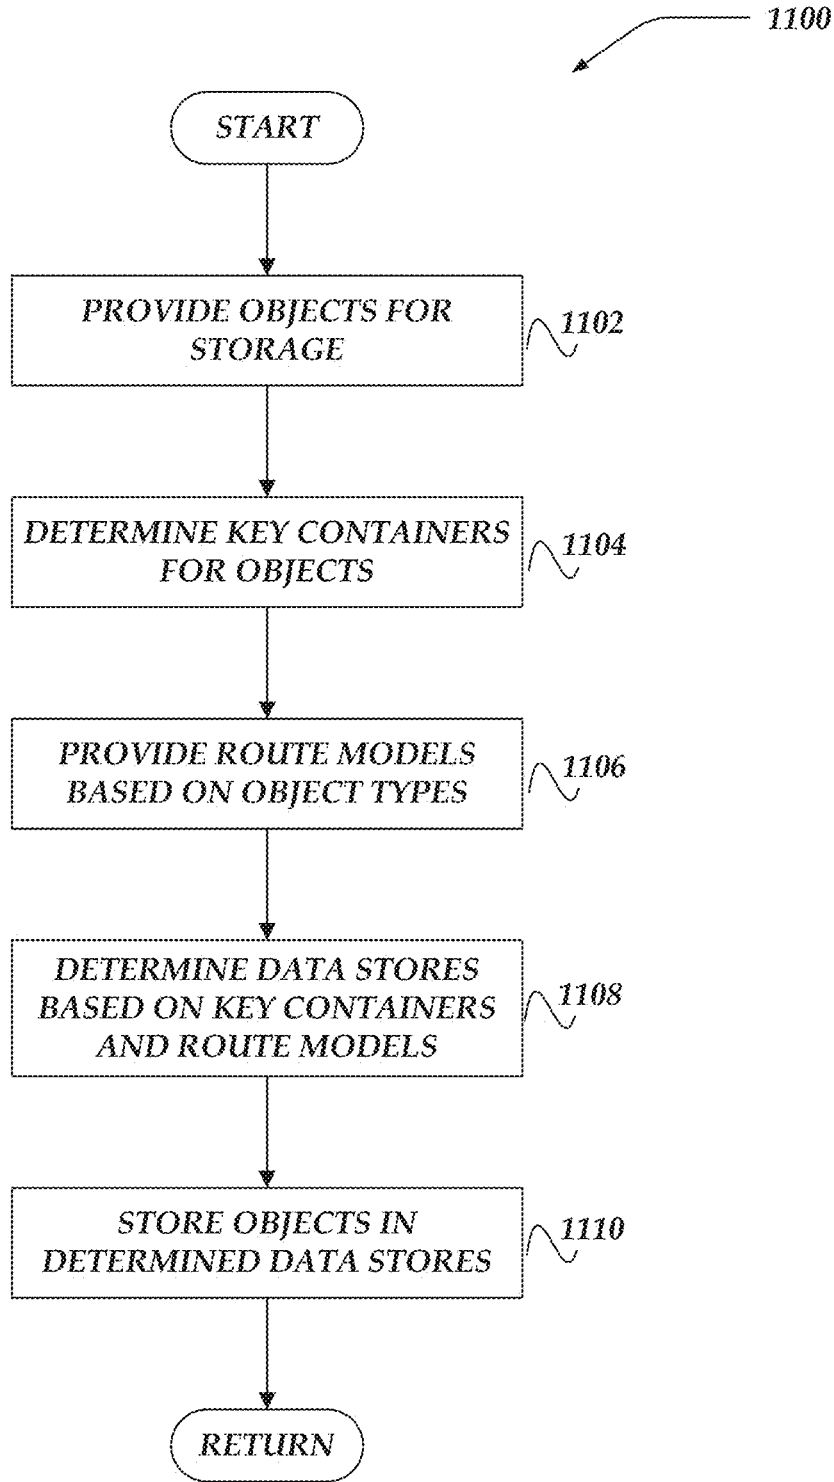 1100
START
PROVIDE OBJECTS FOR
STORAGE
1102
DETERMINE KEY CONTAINERS
FOR OBJECTS
1104
PROVIDE ROUTE MODELS
BASED ON OBJECT TYPES
1106
DETERMINE DATA STORES
BASED ON KEY CONTAINERS
AND ROUTE MODELS
1108
STORE OBJECTS IN
DETERMINED DATA STORES
1110
RETURN